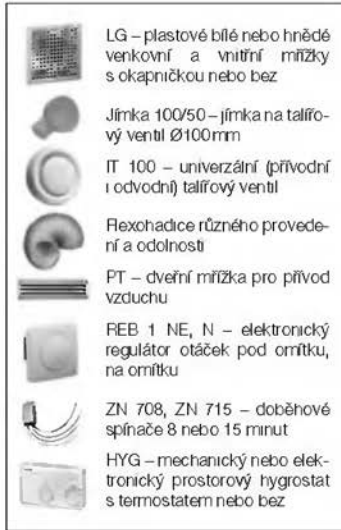 LG – plastové bílé nebo hnědé
venkovní a vnitřní mřížky
s okapničkou nebo bez
Jímka 100/50 – jímka na talířo-
vý ventil Ø100mm
IT 100 – univerzální (přívodní
i odvodní) talířový ventil
Flexohadice různého provede-
ní a odolnosti
PT – dveřní mřížka pro přívod
vzduchu
REB 1 NE, N – elektronický
regulátor otáček pod omítku,
na omítku
ZN 708, ZN 715 – doběhové
spínače 8 nebo 15 minut
HYG – mechanický nebo elek-
tronický prostorový hygrostat
s termostatem nebo bez